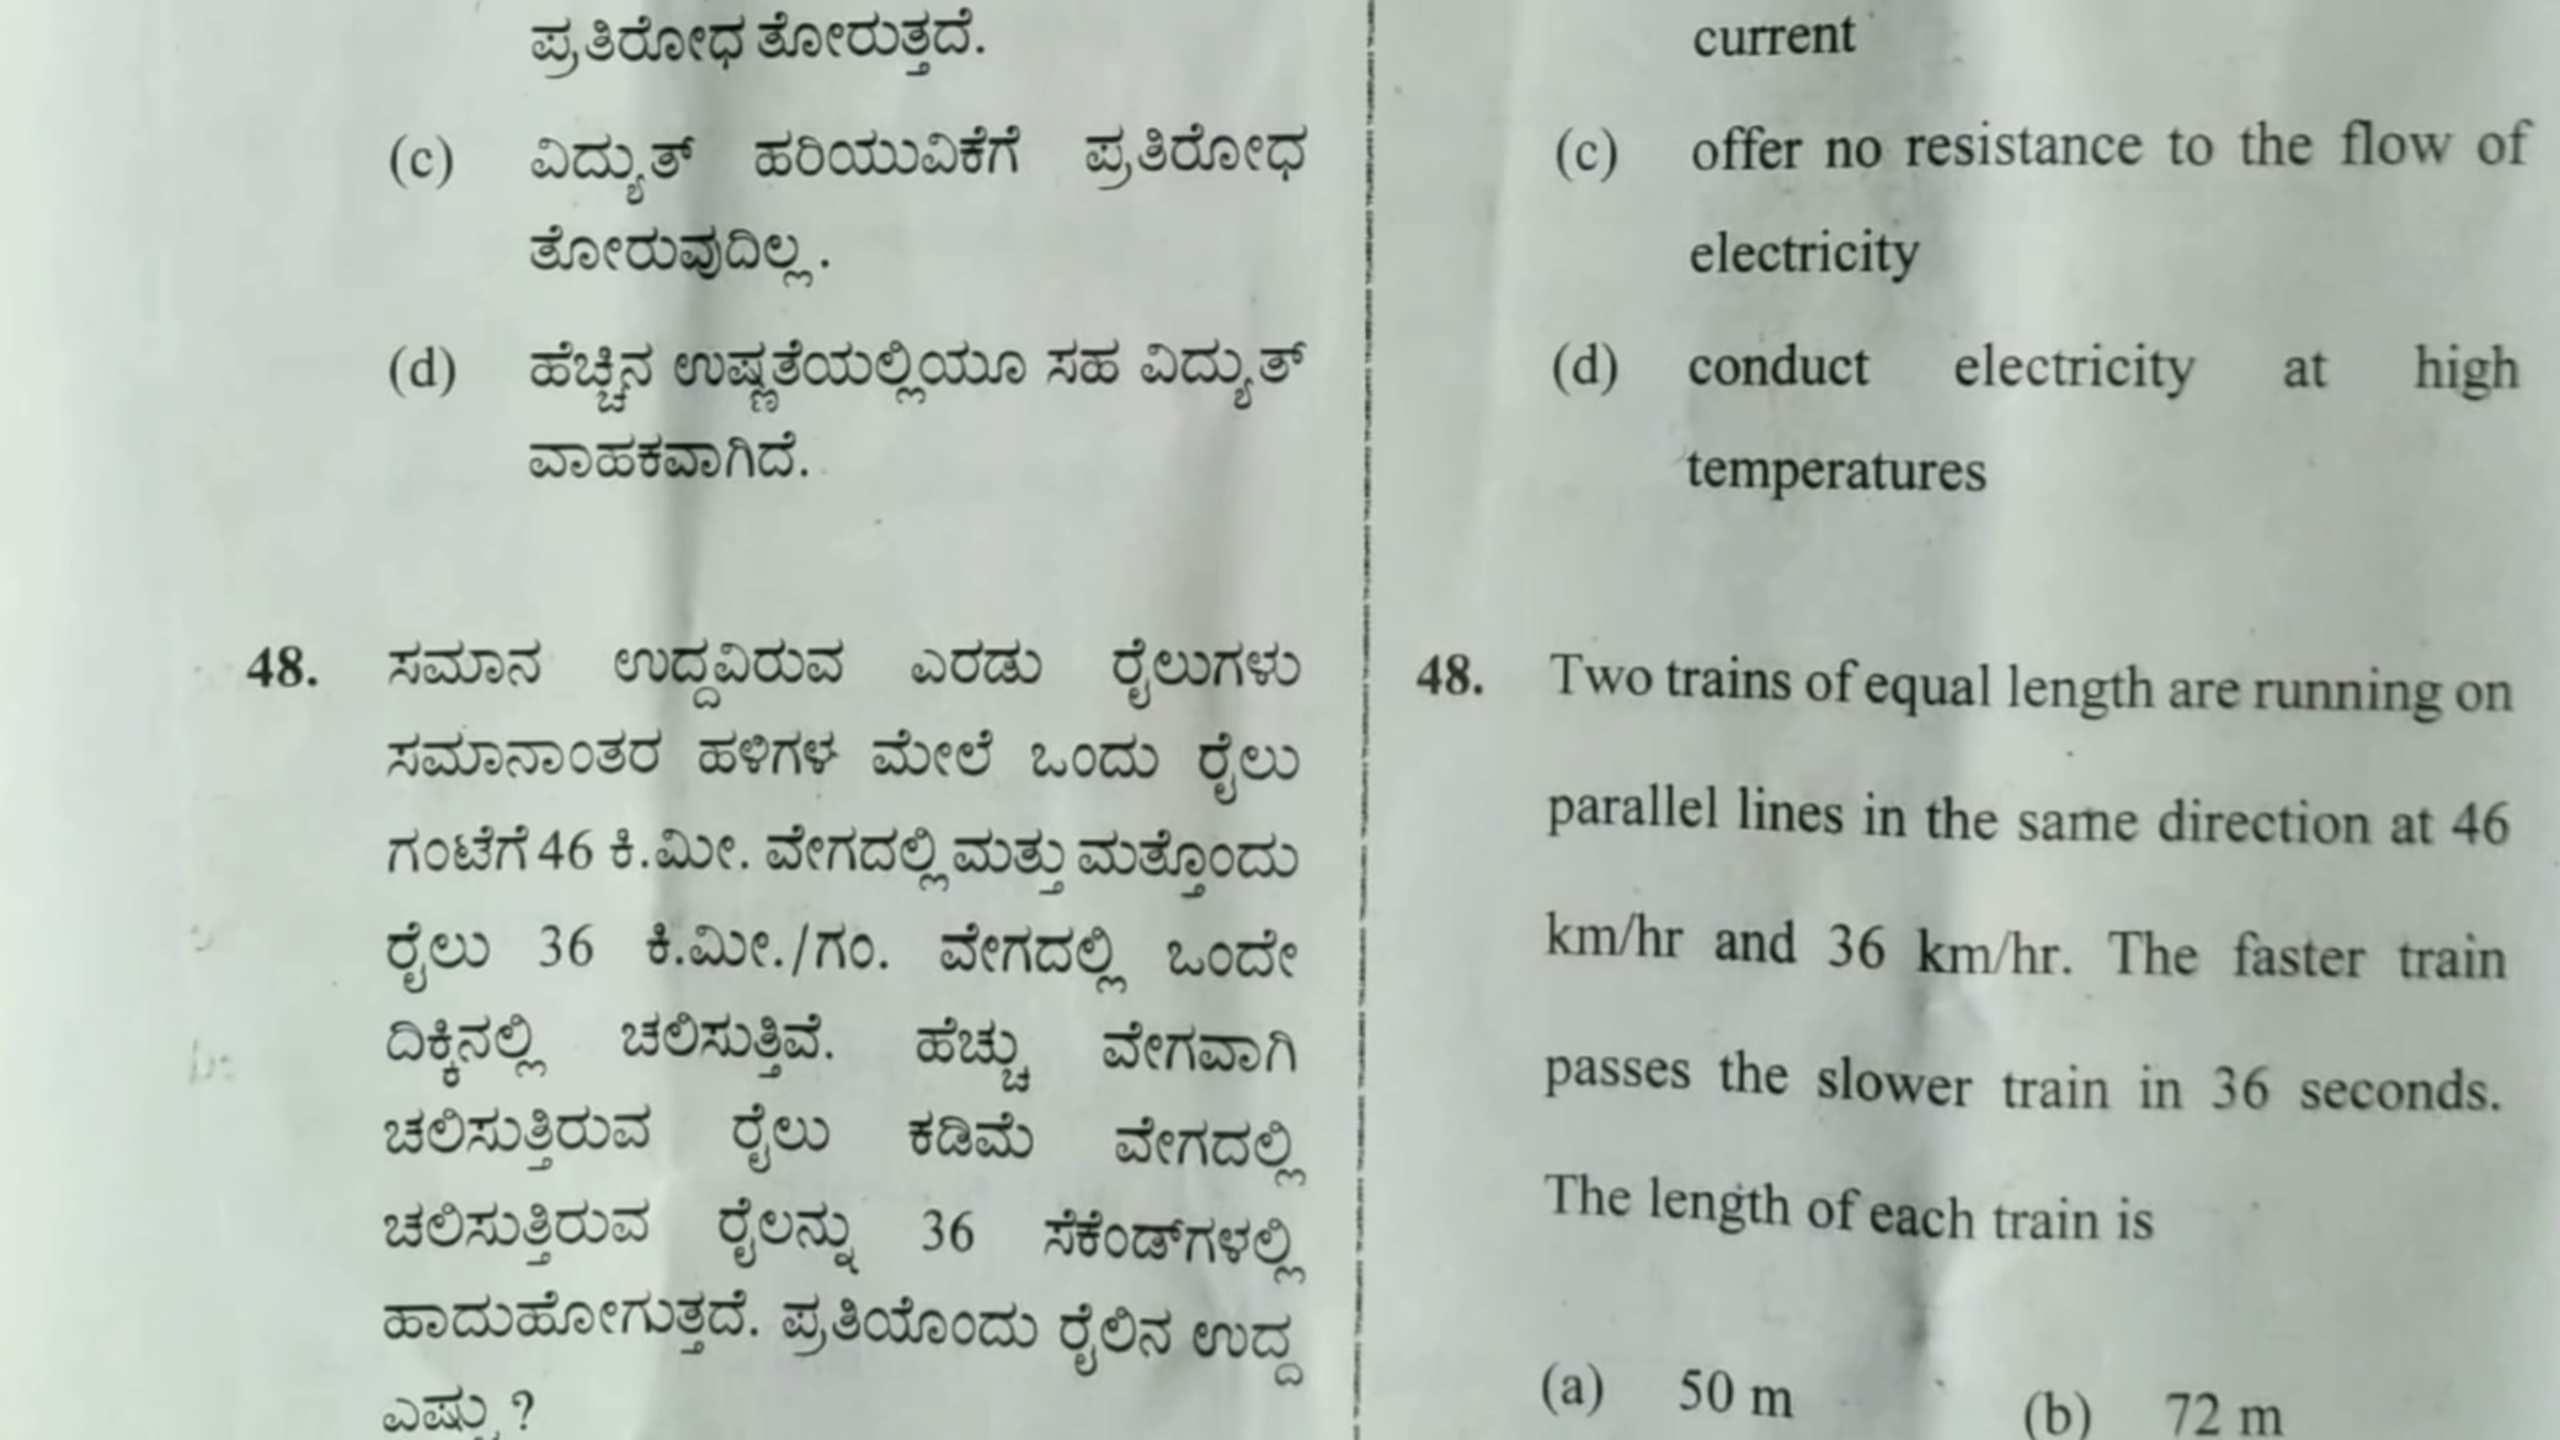 ಪ್ರತಿರೋಧ ತೋರುತ್ತದೆ.
(c) ವಿದ್ಯುತ್ ಹರಿಯುವಿಕೆಗೆ ಪ್ರತಿರೋಧ
ತೋರುವುದಿಲ್ಲ.
(d) ಹೆಚ್ಚಿನ ಉಷ್ಣತೆಯಲ್ಲಿಯೂ ಸಹ ವಿದ್ಯುತ್
ವಾಹಕವಾಗಿದೆ.
48. ಸಮಾನ ಉದ್ದವಿರುವ ಎರಡು ರೈಲುಗಳು
ಸಮಾನಾಂತರ ಹಳಿಗಳ ಮೇಲೆ ಒಂದು ರೈಲು
ಗಂಟೆಗೆ 46 ಕಿ.ಮೀ. ವೇಗದಲ್ಲಿ ಮತ್ತು ಮತ್ತೊಂದು
ರೈಲು 36 ಕಿ.ಮೀ./ಗಂ. ವೇಗದಲ್ಲಿ ಒಂದೇ
ದಿಕ್ಕಿನಲ್ಲಿ ಚಲಿಸುತ್ತಿವೆ. ಹೆಚ್ಚು ವೇಗವಾಗಿ
ಚಲಿಸುತ್ತಿರುವ ರೈಲು ಕಡಿಮೆ ವೇಗದಲ್ಲಿ
ಚಲಿಸುತ್ತಿರುವ ರೈಲನ್ನು 36 ಸೆಕೆಂಡ್‌ಗಳಲ್ಲಿ
ಹಾದುಹೋಗುತ್ತದೆ. ಪ್ರತಿಯೊಂದು ರೈಲಿನ ಉದ್ದ
ಎಷ್ಟು ?
current
(c) offer no resistance to the flow of
electricity
(d) conduct electricity at high
temperatures
48. Two trains of equal length are running on
parallel lines in the same direction at 46
km/hr and 36 km/hr. The faster train
passes the slower train in 36 seconds.
The length of each train is
(a) 50 m (b) 72 m